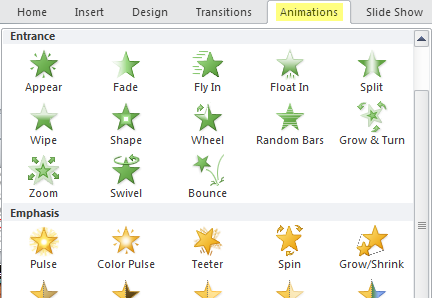 Home Insert Design Transitions Animations Slide Show
Entrance
Appear Fade Fly In Float In Split
Wipe Shape Wheel Random Bars Grow & Turn
Zoom Swivel Bounce
Emphasis
Pulse Color Pulse Teeter Spin Grow/Shrink